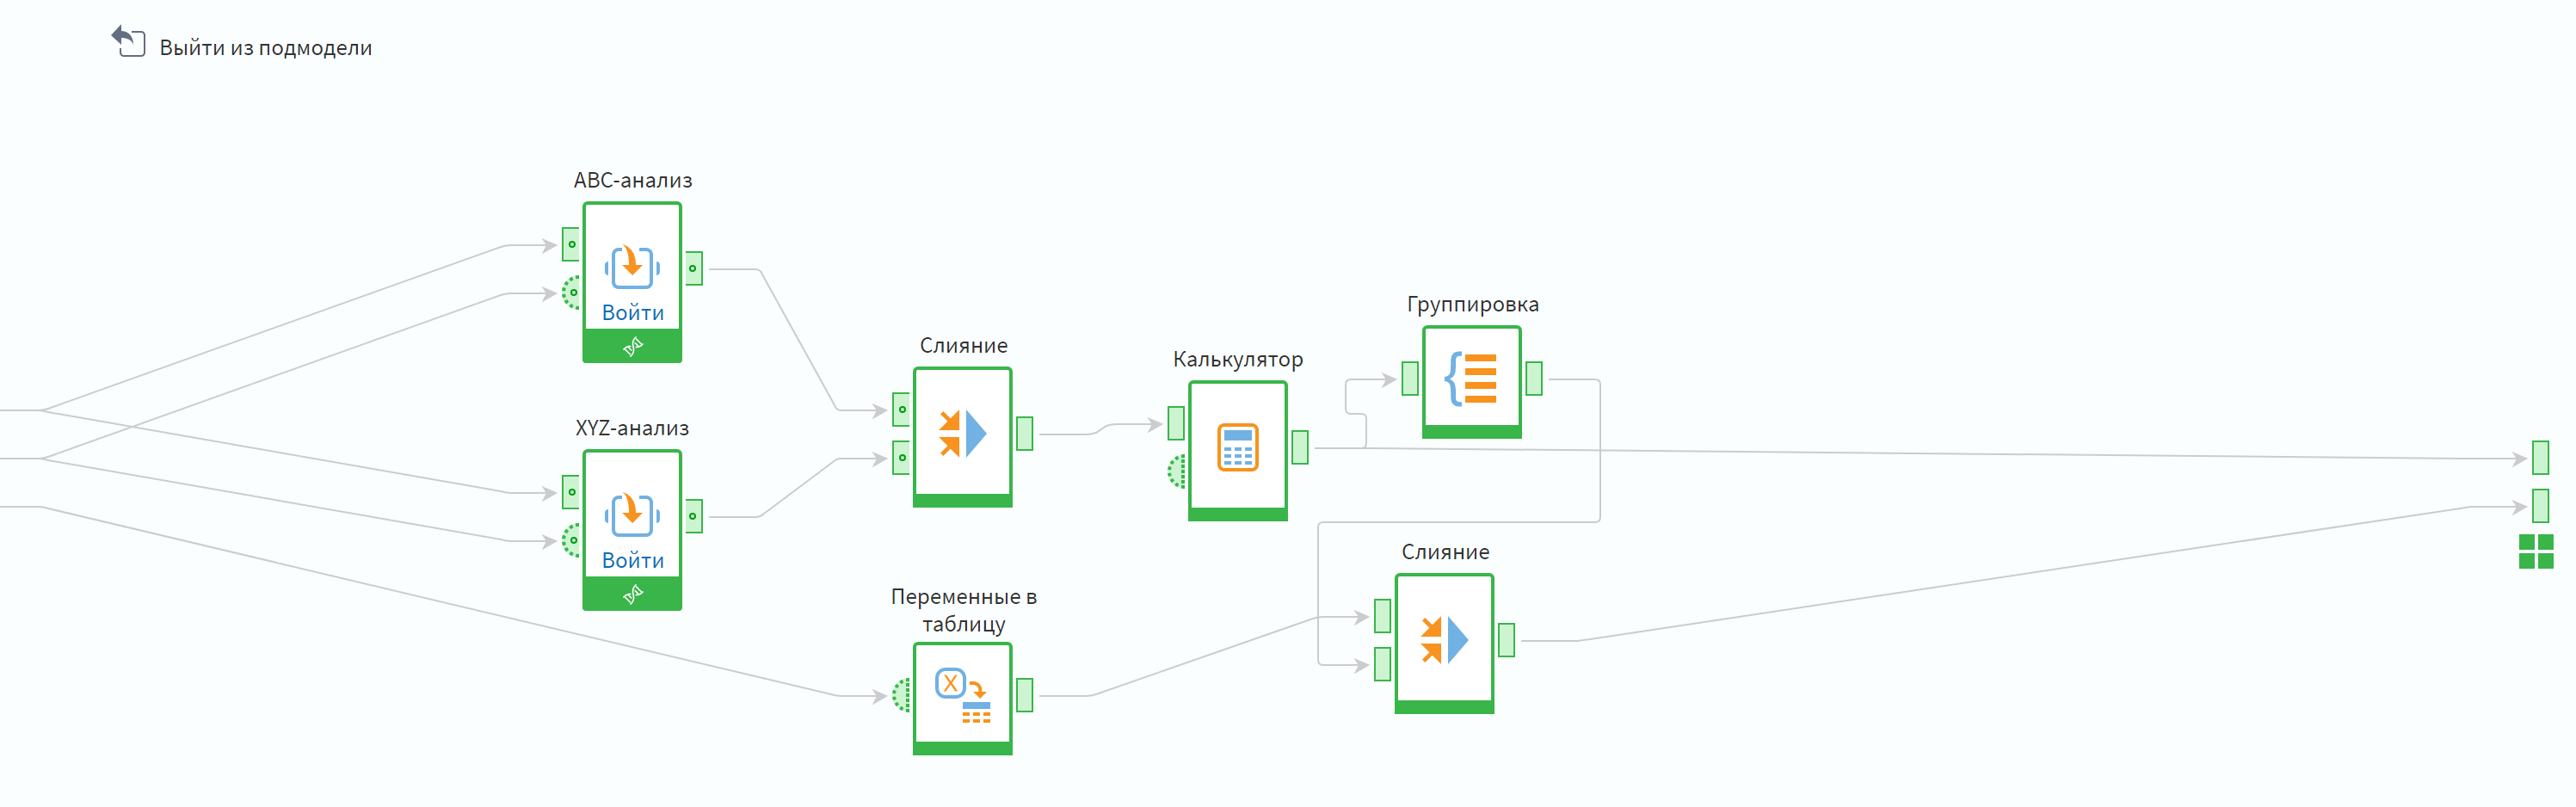 Выйти из подмодели
ABC-анализ
Войти
XYZ-анализ
Войти
Слияние
Калькулятор
Группировка
Переменные в
таблицу
X
Слияние